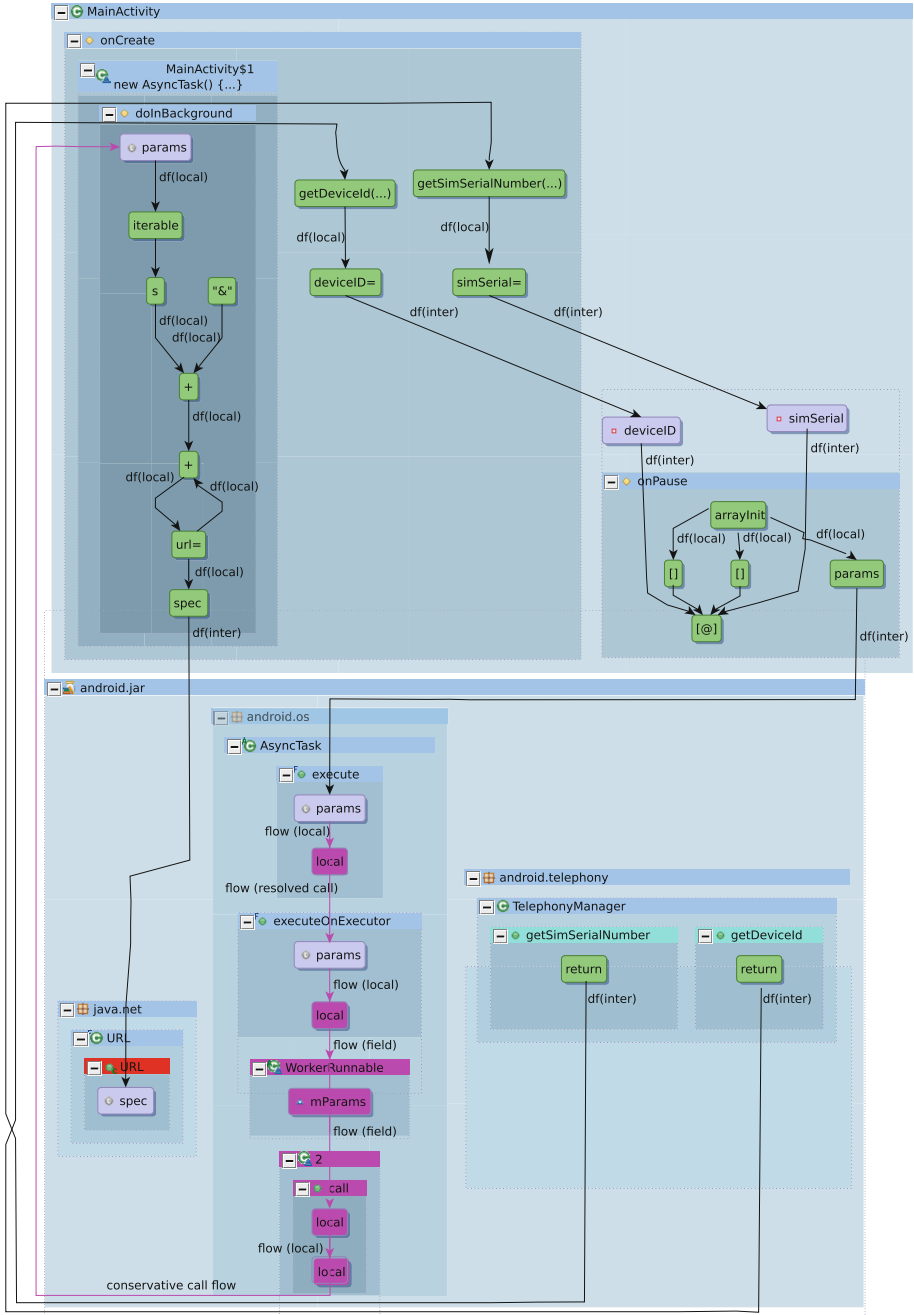 MainActivity
onCreate
MainActivity$1
new AsyncTask() {...}
doInBackground
params
df(local)
getDeviceId(...)
getSimSerialNumber(...)
iterable
df(local)
df(local)
s
"&"
deviceID=
simSerial=
df(local)
df(local)
df(inter)
df(inter)
+
df(local)
deviceID
simSerial
df(inter)
df(inter)
+
df(local)
df(local)
onPause
arrayInit
df(local)
df(local)
df(local)
url=
df(local)
[]
[]
params
spec
df(inter)
[@]
df(inter)
android.jar
android.os
AsyncTask
execute
params
flow (local)
local
flow (resolved call)
executeOnExecutor
params
flow (local)
local
flow (field)
WorkerRunnable
mParams
flow (field)
2
call
local
flow (local)
local
conservative call flow
android.telephony
TelephonyManager
getSimSerialNumber
getDeviceId
return
return
df(inter)
df(inter)
java.net
URL
URL
spec